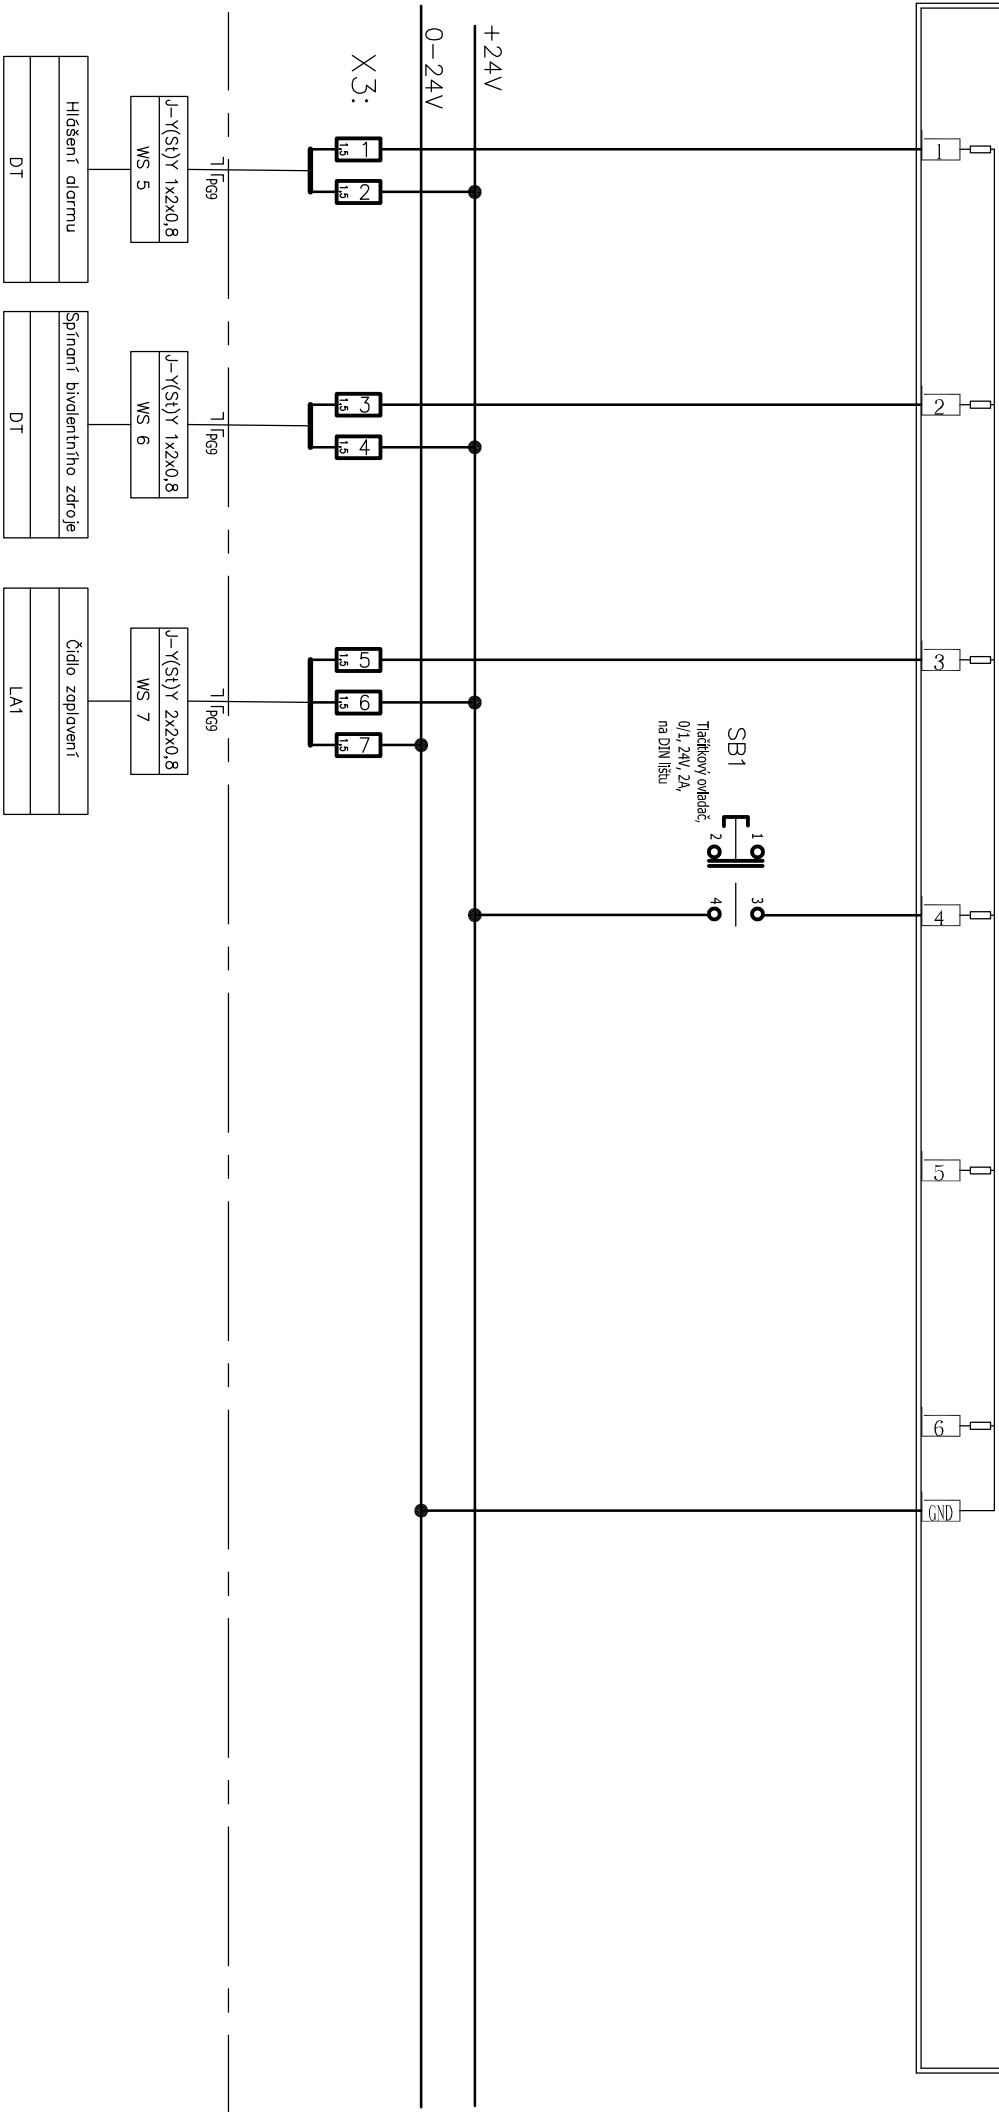 1
2
3
4
5
6
GND
SB1
Tlačítkový ovladač,
0/1, 24V, 2A,
na DIN lištu
1
2
3
4
+24V
0-24V
X3:
1
1,5
2
1,5
3
1,5
4
1,5
5
1,5
6
1,5
7
1,5
PG9
PG9
PG9
J-Y(St)Y 1x2x0,8
WS 5
J-Y(St)Y 1x2x0,8
WS 6
J-Y(St)Y 2x2x0,8
WS 7
Hlášení alarmu
DT
Spínaní bivalentního zdroje
DT
Čidlo zaplavení
LA1